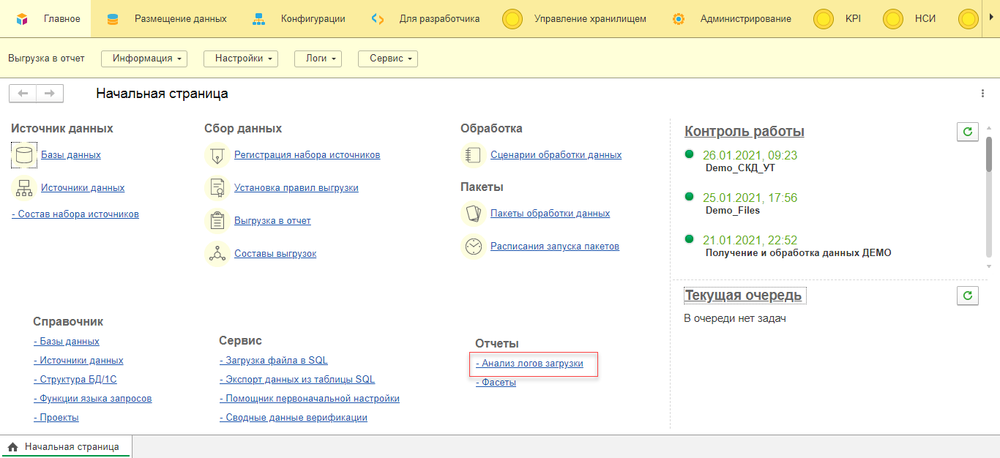 Главное
Размещение данных
Конфигурации
Для разработчика
Управление хранилищем
Администрирование
KPI
НСИ
Выгрузка в отчет
Информация
Настройки
Логи
Сервис
Начальная страница
Источник данных
Базы данных
Источники данных
- Состав набора источников
Сбор данных
Регистрация набора источников
Установка правил выгрузки
Выгрузка в отчет
Составы выгрузок
Обработка
Сценарии обработки данных
Пакеты
Пакеты обработки данных
Расписания запуска пакетов
Контроль работы
26.01.2021, 09:23
Demo_СКД_УТ
25.01.2021, 17:56
Demo_Files
21.01.2021, 22:52
Получение и обработка данных ДЕМО
Текущая очередь
В очереди нет задач
Справочник
- Базы данных
- Источники данных
- Структура БД/1С
- Функции языка запросов
- Проекты
Сервис
- Загрузка файла в SQL
- Экспорт данных из таблицы SQL
- Помощник первоначальной настройки
- Сводные данные верификации
Отчеты
- Анализ логов загрузки
- Фасеты
Начальная страница